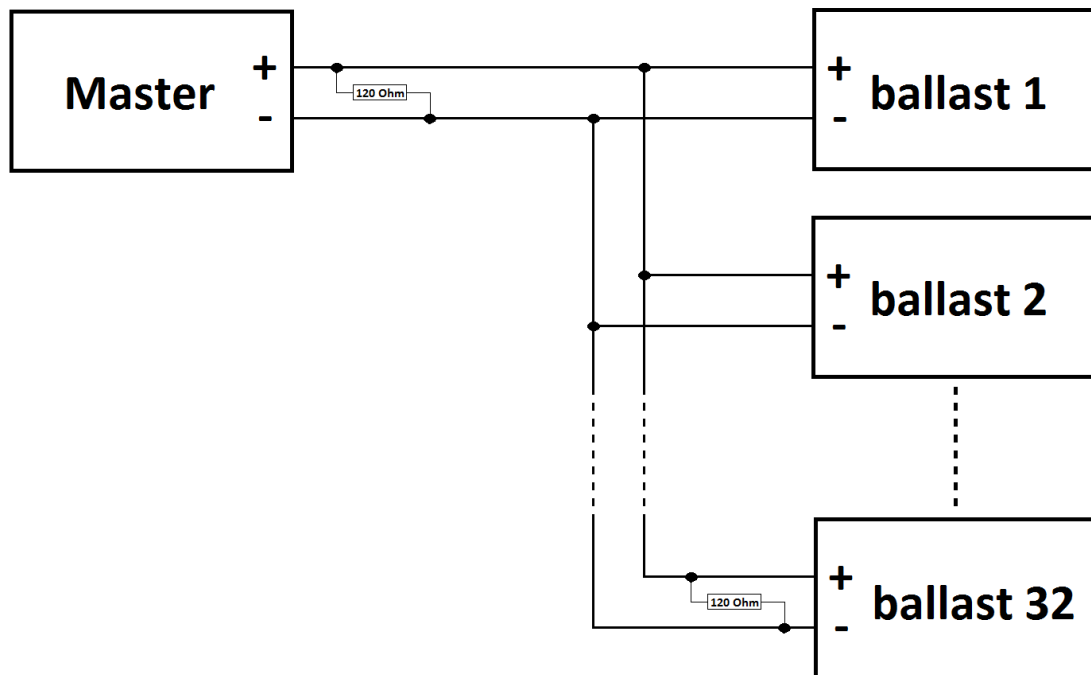 Master
+
-
120 Ohm
+
-
ballast 1
+
-
ballast 2
120 Ohm
+
-
ballast 32